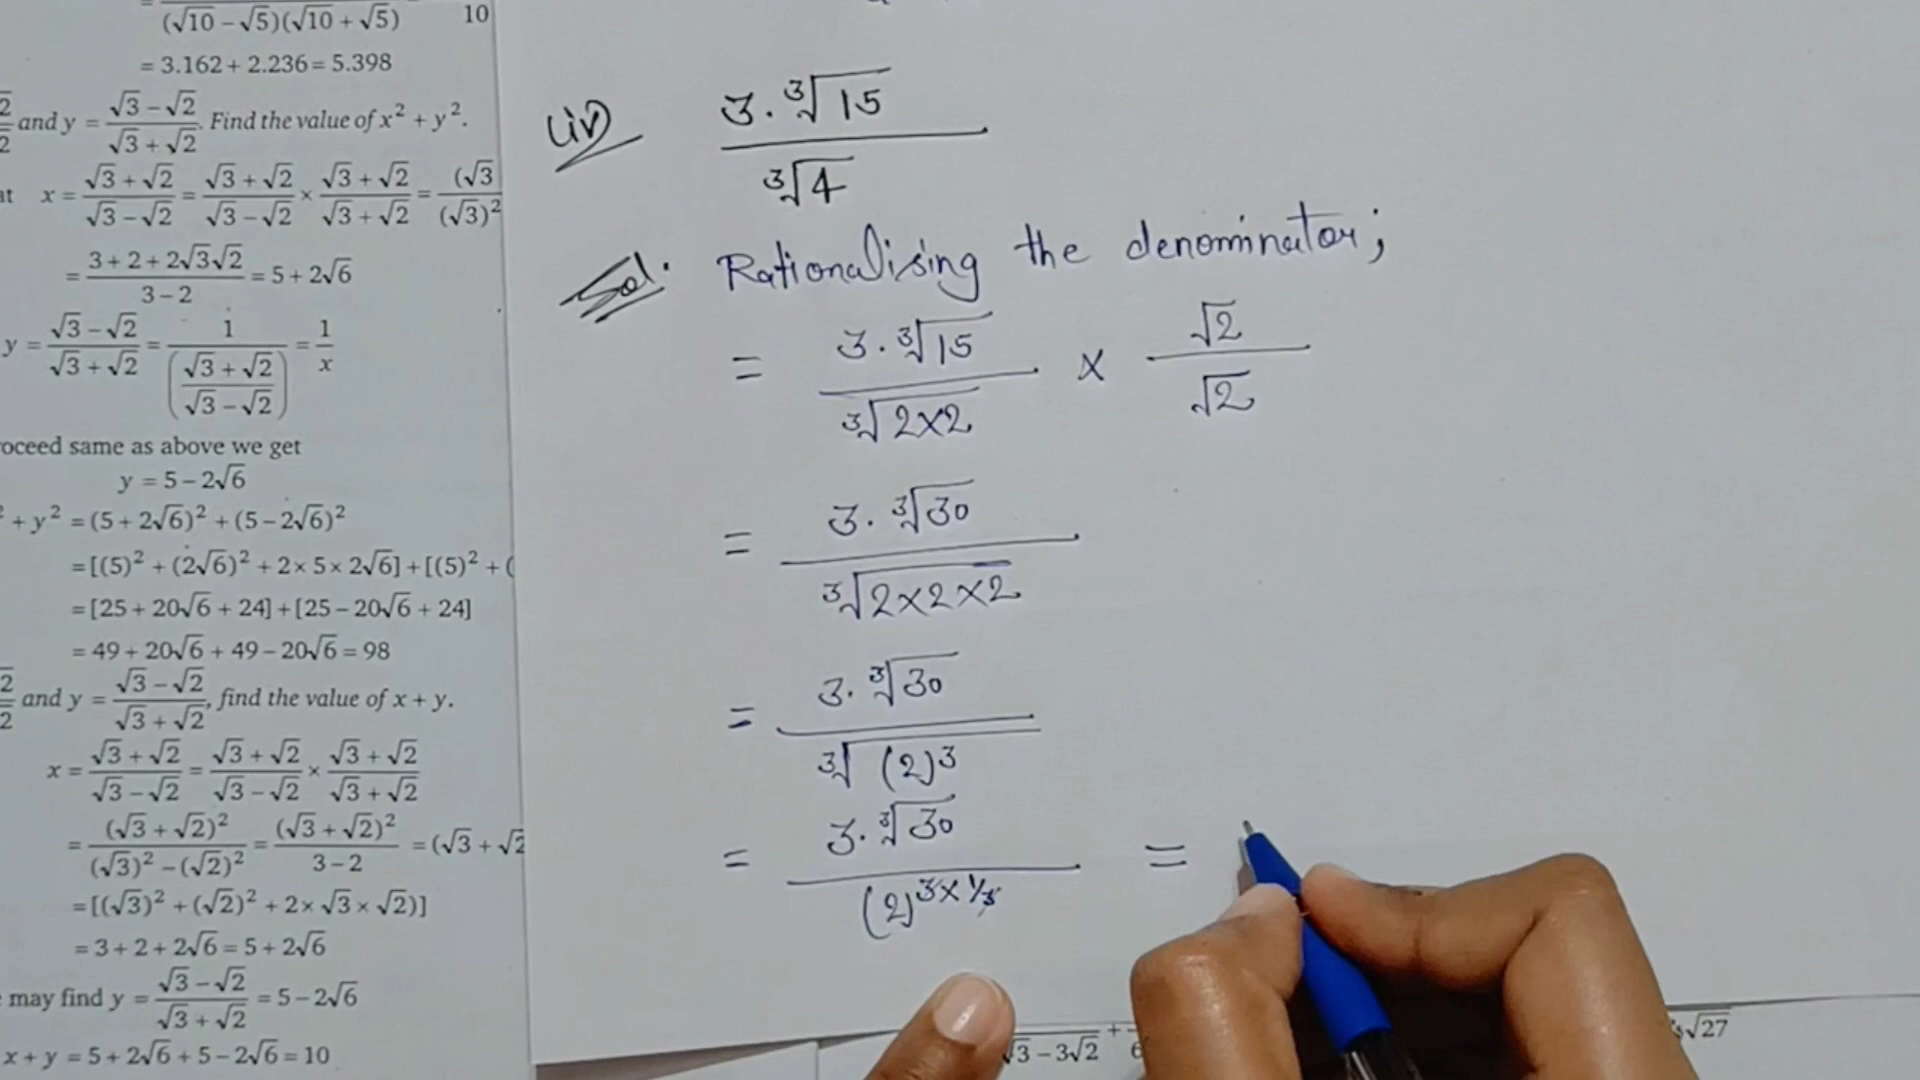 (√10 − √5)(√10 + √5) 10
= 3.162 + 2.236 = 5.398
and y = (√3 − √2)/(√3 + √2). Find the value of x² + y².
x = (√3 + √2)/(√3 − √2) = (√3 + √2)/(√3 − √2) × (√3 + √2)/(√3 + √2) = (√3/(√3)²
= (3 + 2 + 2√3√2)/(3 − 2) = 5 + 2√6
y = (√3 − √2)/(√3 + √2) = 1/((√3 + √2)/(√3 − √2)) = 1/x
oceed same as above we get
y = 5 − 2√6
+ y² = (5 + 2√6)² + (5 − 2√6)²
= [(5)² + (2√6)² + 2 × 5 × 2√6] + [(5)² + (
= [25 + 20√6 + 24] + [25 − 20√6 + 24]
= 49 + 20√6 + 49 − 20√6 = 98
and y = (√3 − √2)/(√3 + √2), find the value of x + y.
x = (√3 + √2)/(√3 − √2) = (√3 + √2)/(√3 − √2) × (√3 + √2)/(√3 + √2)
= (√3 + √2)²/((√3)² − (√2)²) = (√3 + √2)²/(3 − 2) = (√3 + √2
= [(√3)² + (√2)² + 2 × √3 × √2)]
= 3 + 2 + 2√6 = 5 + 2√6
may find y = (√3 − √2)/(√3 + √2) = 5 − 2√6
x + y = 5 + 2√6 + 5 − 2√6 = 10
(iv) 3.∛15/∛4
Sol. Rationalising the denominator;
= 3.∛15/∛(2×2) × √2/√2
= 3.∛30/∛(2×2×2)
= 3.∛30/∛(2)³
= 3.∛30/(2)^(3×1/3) =
√3 − 3√2 + 6
√27